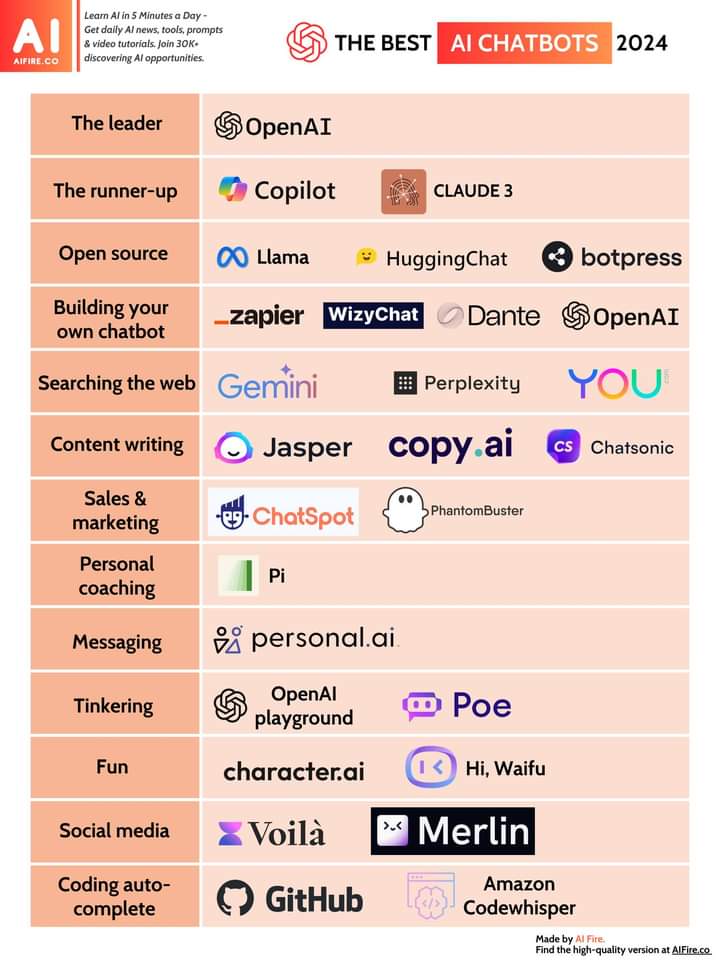 AI
AIFIRE.CO
Learn AI in 5 Minutes a Day -
Get daily AI news, tools, prompts
& video tutorials. Join 30K+
discovering AI opportunities.
THE BEST AI CHATBOTS 2024
The leader
OpenAI
The runner-up
Copilot CLAUDE 3
Open source
Llama HuggingChat botpress
Building your
own chatbot
_zapier WizyChat Dante OpenAI
Searching the web
Gemini Perplexity YOU.com
Content writing
Jasper copy.ai CS Chatsonic
Sales &
marketing
ChatSpot PhantomBuster
Personal
coaching
Pi
Messaging
personal.ai
Tinkering
OpenAI
playground
Poe
Fun
character.ai Hi, Waifu
Social media
Voilà Merlin
Coding auto-
complete
GitHub
Amazon
Codewhisper
Made by AI Fire.
Find the high-quality version at AIFire.co